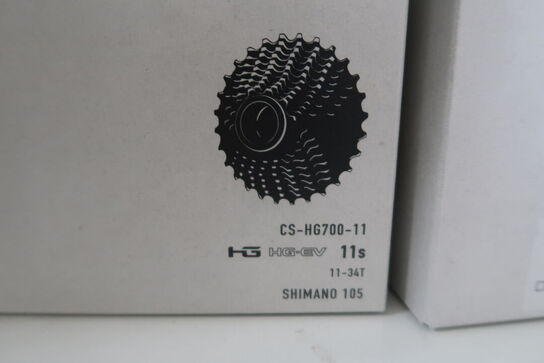 CS-HG700-11
HG HG-EV 11s
11-34T
SHIMANO 105